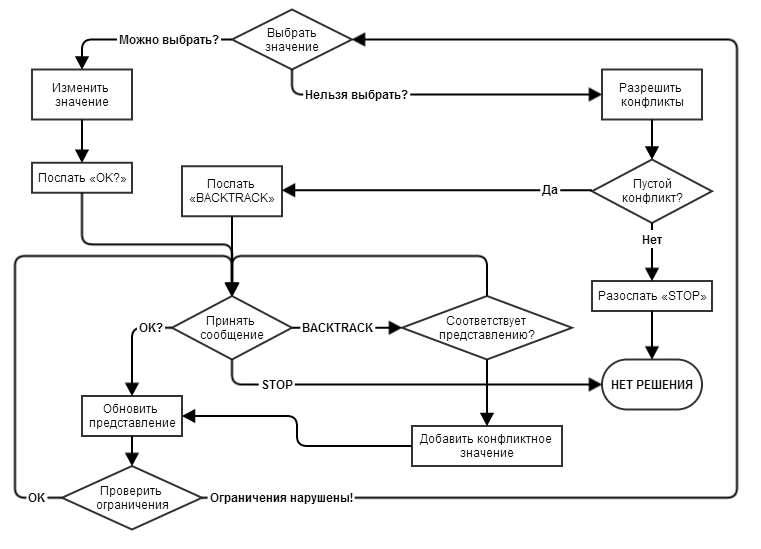 Можно выбрать?
Выбрать
значение
Нельзя выбрать?
Изменить
значение
Разрешить
конфликты
Послать «OK?»
Послать
«BACKTRACK»
Да
Пустой
конфликт?
Нет
Разослать «STOP»
OK?
Принять
сообщение
BACKTRACK
Соответствует
представлению?
STOP
НЕТ РЕШЕНИЯ
Обновить
представление
Добавить конфликтное
значение
OK
Проверить
ограничения
Ограничения нарушены!